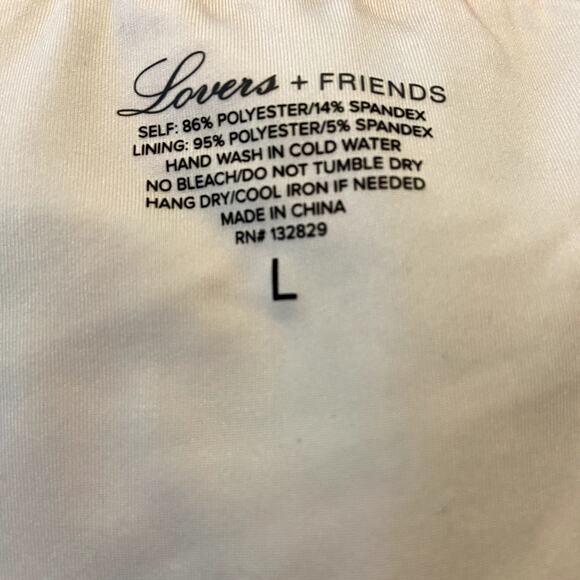 Lovers + FRIENDS
SELF: 86% POLYESTER/14% SPANDEX
LINING: 95% POLYESTER/5% SPANDEX
HAND WASH IN COLD WATER
NO BLEACH/DO NOT TUMBLE DRY
HANG DRY/COOL IRON IF NEEDED
MADE IN CHINA
RN# 132829
L